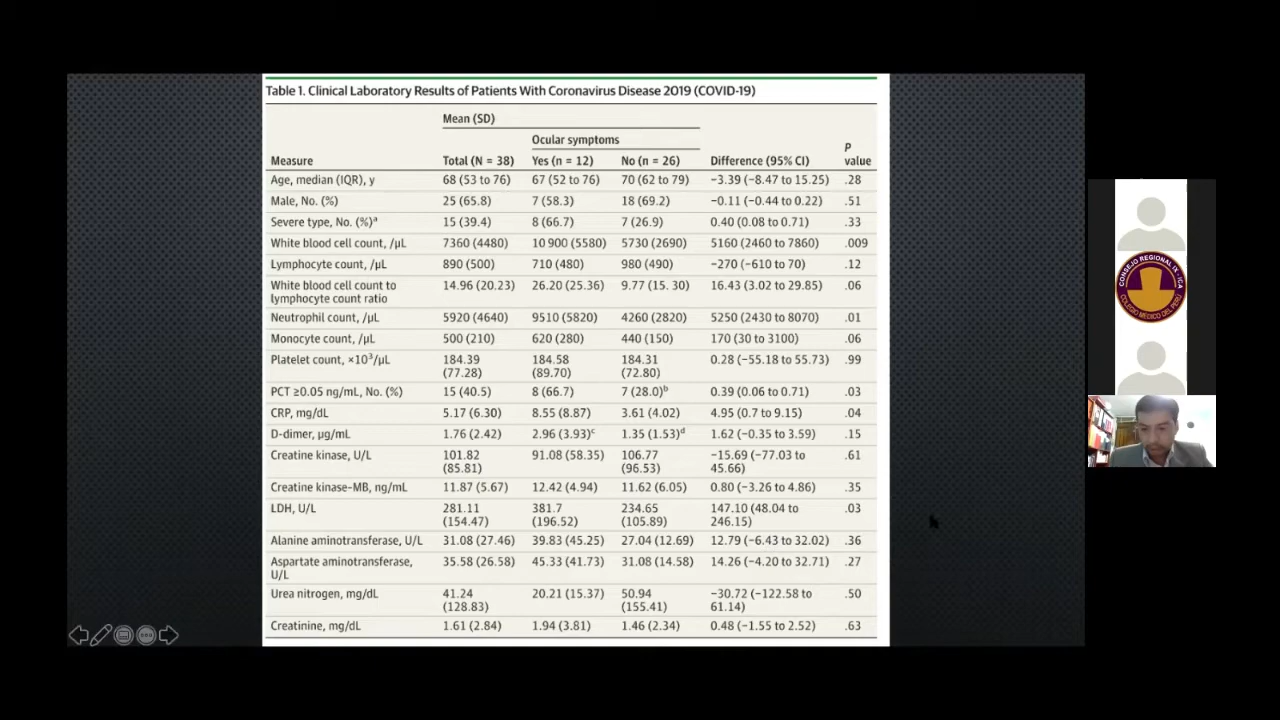 Table 1. Clinical Laboratory Results of Patients With Coronavirus Disease 2019 (COVID-19)
Mean (SD)
Ocular symptoms
P
Measure Total (N = 38) Yes (n = 12) No (n = 26) Difference (95% CI) value
Age, median (IQR), y 68 (53 to 76) 67 (52 to 76) 70 (62 to 79) −3.39 (−8.47 to 15.25) .28
Male, No. (%) 25 (65.8) 7 (58.3) 18 (69.2) −0.11 (−0.44 to 0.22) .51
Severe type, No. (%)a 15 (39.4) 8 (66.7) 7 (26.9) 0.40 (0.08 to 0.71) .33
White blood cell count, /μL 7360 (4480) 10 900 (5580) 5730 (2690) 5160 (2460 to 7860) .009
Lymphocyte count, /μL 890 (500) 710 (480) 980 (490) −270 (−610 to 70) .12
White blood cell count to 14.96 (20.23) 26.20 (25.36) 9.77 (15. 30) 16.43 (3.02 to 29.85) .06
lymphocyte count ratio
Neutrophil count, /μL 5920 (4640) 9510 (5820) 4260 (2820) 5250 (2430 to 8070) .01
Monocyte count, /μL 500 (210) 620 (280) 440 (150) 170 (30 to 3100) .06
Platelet count, ×10³/μL 184.39 184.58 184.31 0.28 (−55.18 to 55.73) .99
(77.28) (89.70) (72.80)
PCT ≥0.05 ng/mL, No. (%) 15 (40.5) 8 (66.7) 7 (28.0)b 0.39 (0.06 to 0.71) .03
CRP, mg/dL 5.17 (6.30) 8.55 (8.87) 3.61 (4.02) 4.95 (0.7 to 9.15) .04
D-dimer, μg/mL 1.76 (2.42) 2.96 (3.93)c 1.35 (1.53)d 1.62 (−0.35 to 3.59) .15
Creatine kinase, U/L 101.82 91.08 (58.35) 106.77 −15.69 (−77.03 to .61
(85.81) (96.53) 45.66)
Creatine kinase–MB, ng/mL 11.87 (5.67) 12.42 (4.94) 11.62 (6.05) 0.80 (−3.26 to 4.86) .35
LDH, U/L 281.11 381.7 234.65 147.10 (48.04 to .03
(154.47) (196.52) (105.89) 246.15)
Alanine aminotransferase, U/L 31.08 (27.46) 39.83 (45.25) 27.04 (12.69) 12.79 (−6.43 to 32.02) .36
Aspartate aminotransferase, 35.58 (26.58) 45.33 (41.73) 31.08 (14.58) 14.26 (−4.20 to 32.71) .27
U/L
Urea nitrogen, mg/dL 41.24 20.21 (15.37) 50.94 −30.72 (−122.58 to .50
(128.83) (155.41) 61.14)
Creatinine, mg/dL 1.61 (2.84) 1.94 (3.81) 1.46 (2.34) 0.48 (−1.55 to 2.52) .63
CONSEJO REGIONAL IX - ICA
COLEGIO MÉDICO DEL PERÚ